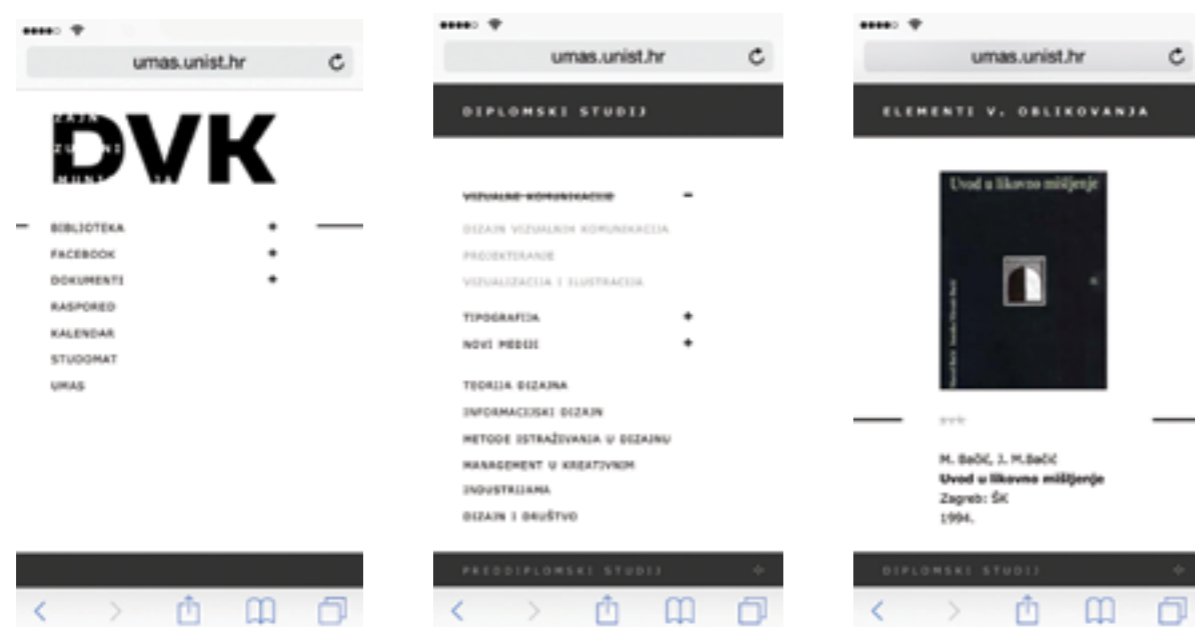 umas.unist.hr
DVK
ZAJN
BIBLIOTEKA +
FACEBOOK +
DOKUMENTI +
RASPORED
KALENDAR
STUDOMAT
UMAS
umas.unist.hr
DIPLOMSKI STUDIJ
VIZUALNE KOMUNIKACIJE -
DIZAJN VIZUALNIH KOMUNIKACIJA
PROJEKTIRANJE
VIZUALIZACIJA I ILUSTRACIJA
TIPOGRAFIJA +
NOVI MEDIJI +
TEORIJA DIZAJNA
INFORMACIJSKI DIZAJN
METODE ISTRAŽIVANJA U DIZAJNU
MANAGEMENT U KREATIVNIM
INDUSTRIJAMA
DIZAJN I DRUŠTVO
PREDDIPLOMSKI STUDIJ +
umas.unist.hr
ELEMENTI V. OBLIKOVANJA
Uvod u likovno mišljenje
DVK
M. Bačić, J. M.Bačić
Uvod u likovno mišljenje
Zagreb: ŠK
1994.
DIPLOMSKI STUDIJ +